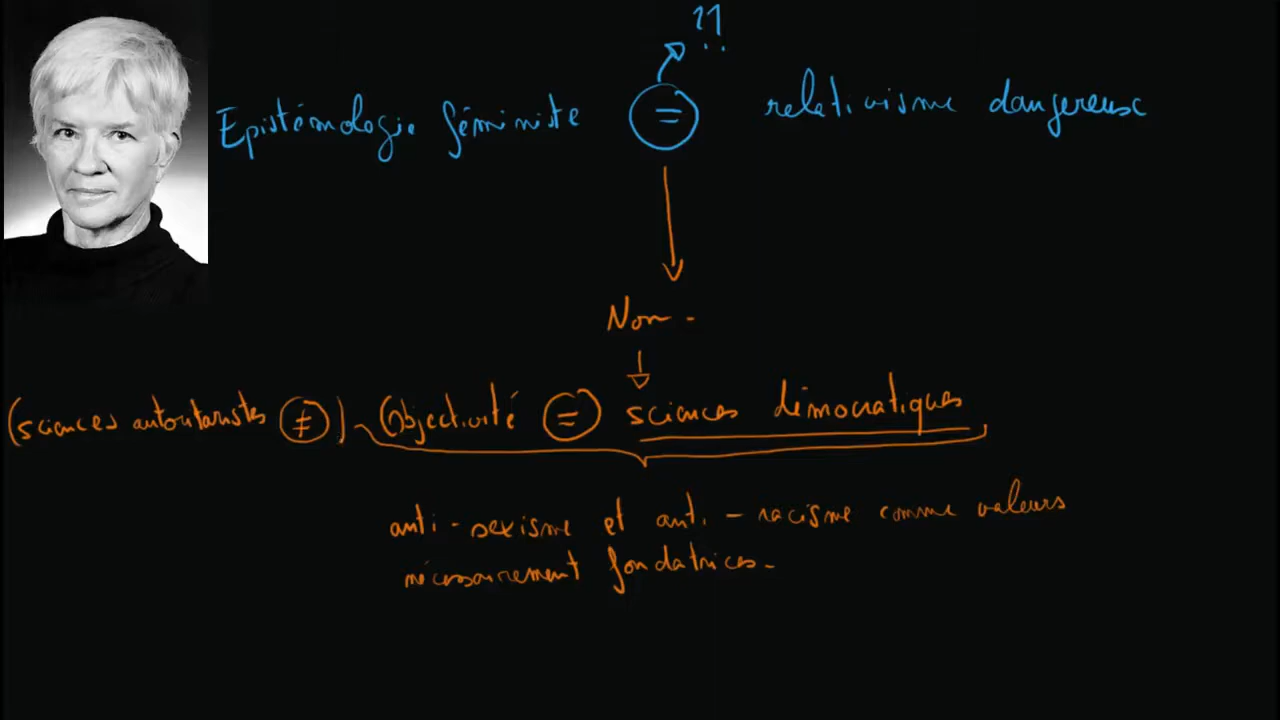 ??
Epistémologie féministe = relativisme dangereux
Non -
(sciences autoritaristes ≠) Objectivité = sciences démocratiques
anti-sexisme et anti-racisme comme valeurs
nécessairement fondatrices -